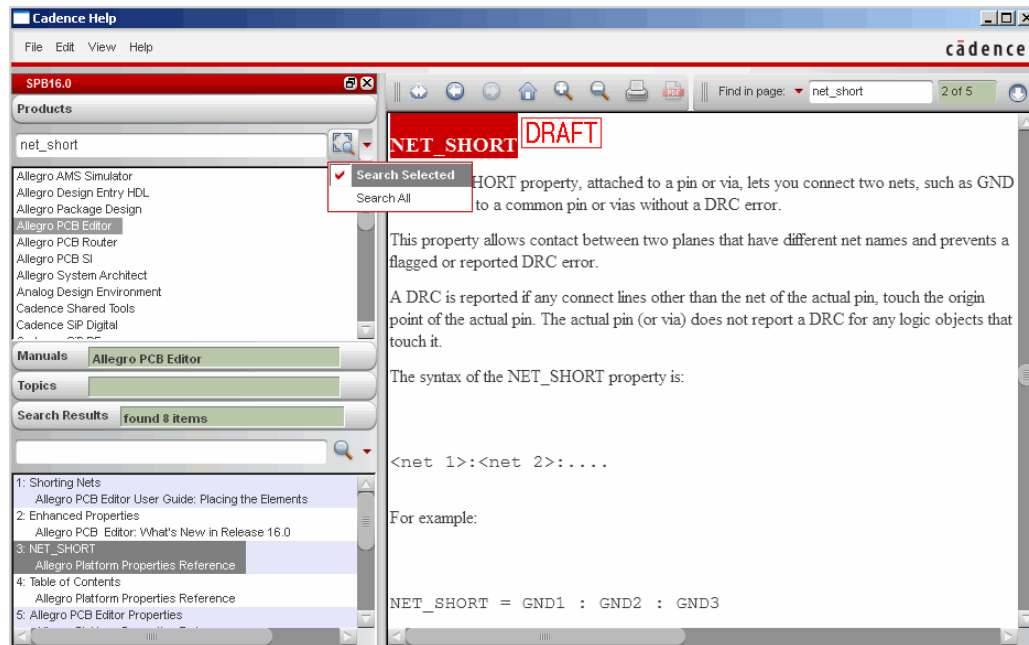 Cadence Help
File Edit View Help
cādence
SPB16.0
Products
net_short
Search Selected
Search All
Allegro AMS Simulator
Allegro Design Entry HDL
Allegro Package Design
Allegro PCB Editor
Allegro PCB Router
Allegro PCB SI
Allegro System Architect
Analog Design Environment
Cadence Shared Tools
Cadence SiP Digital
Manuals Allegro PCB Editor
Topics
Search Results found 8 items
1: Shorting Nets
Allegro PCB Editor User Guide: Placing the Elements
2: Enhanced Properties
Allegro PCB Editor: What's New in Release 16.0
3: NET_SHORT
Allegro Platform Properties Reference
4: Table of Contents
Allegro Platform Properties Reference
5: Allegro PCB Editor Properties
Find in page: net_short 2 of 5
NET_SHORT DRAFT
HORT property, attached to a pin or via, lets you connect two nets, such as GND
to a common pin or vias without a DRC error.
This property allows contact between two planes that have different net names and prevents a
flagged or reported DRC error.
A DRC is reported if any connect lines other than the net of the actual pin, touch the origin
point of the actual pin. The actual pin (or via) does not report a DRC for any logic objects that
touch it.
The syntax of the NET_SHORT property is:
<net 1>:<net 2>:....
For example:
NET_SHORT = GND1 : GND2 : GND3